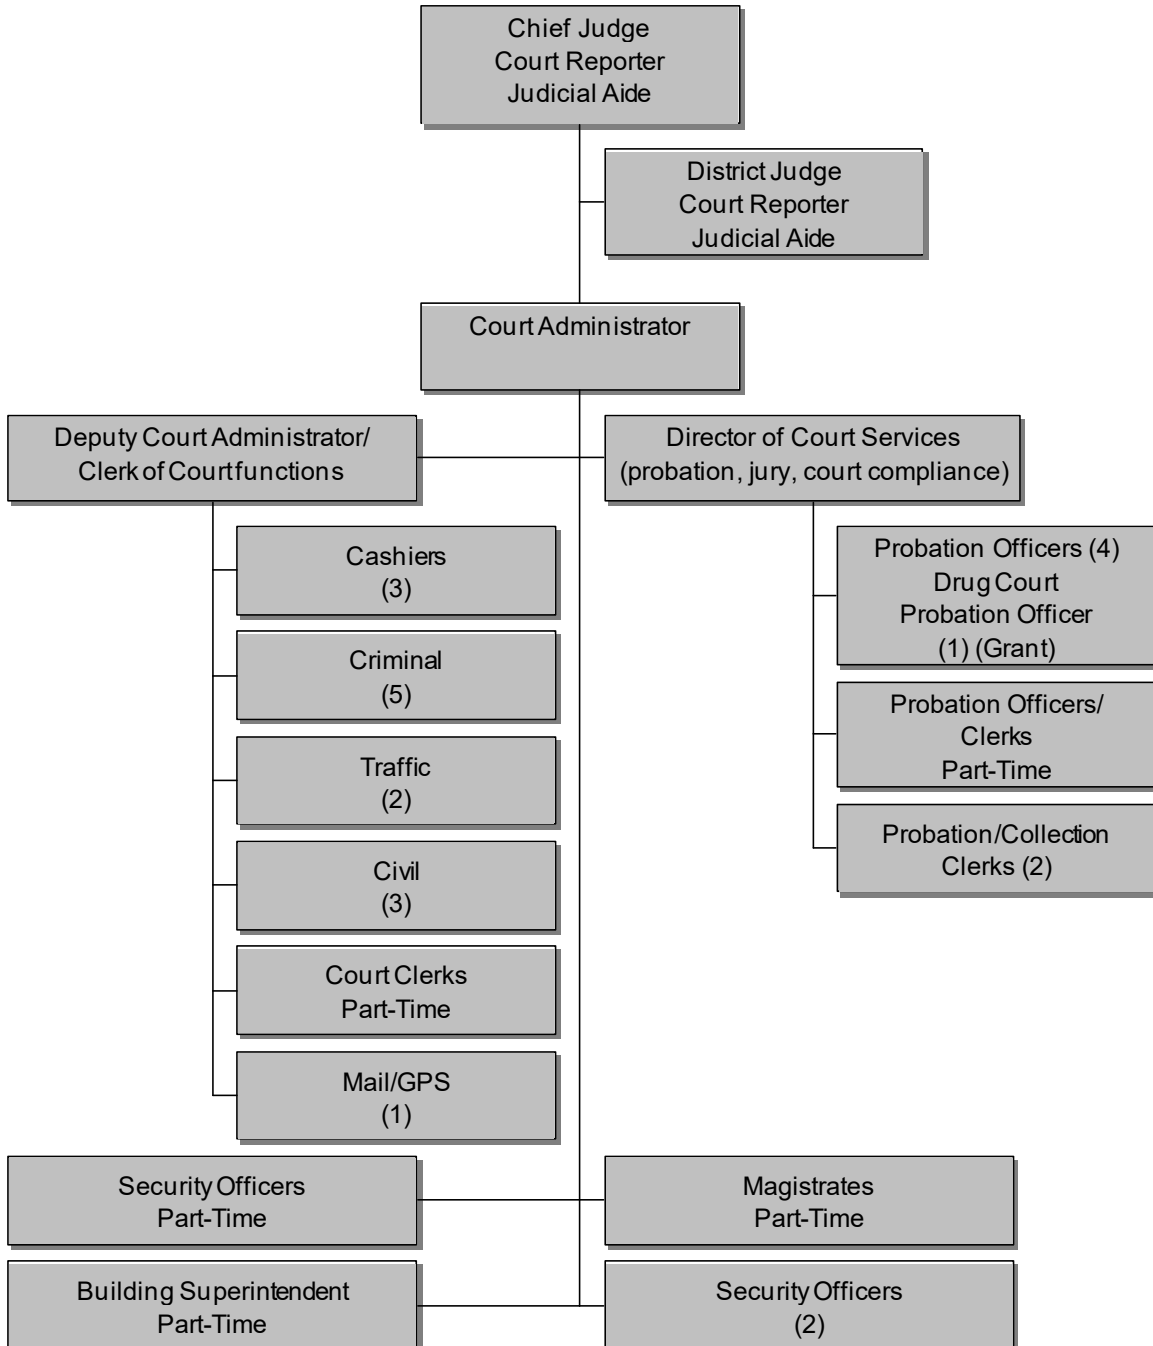 Chief Judge
Court Reporter
Judicial Aide
District Judge
Court Reporter
Judicial Aide
Court Administrator
Deputy Court Administrator/
Clerk of Court functions
Director of Court Services
(probation, jury, court compliance)
Cashiers
(3)
Criminal
(5)
Traffic
(2)
Civil
(3)
Court Clerks
Part-Time
Mail/GPS
(1)
Probation Officers (4)
Drug Court
Probation Officer
(1) (Grant)
Probation Officers/
Clerks
Part-Time
Probation/Collection
Clerks (2)
Security Officers
Part-Time
Magistrates
Part-Time
Building Superintendent
Part-Time
Security Officers
(2)